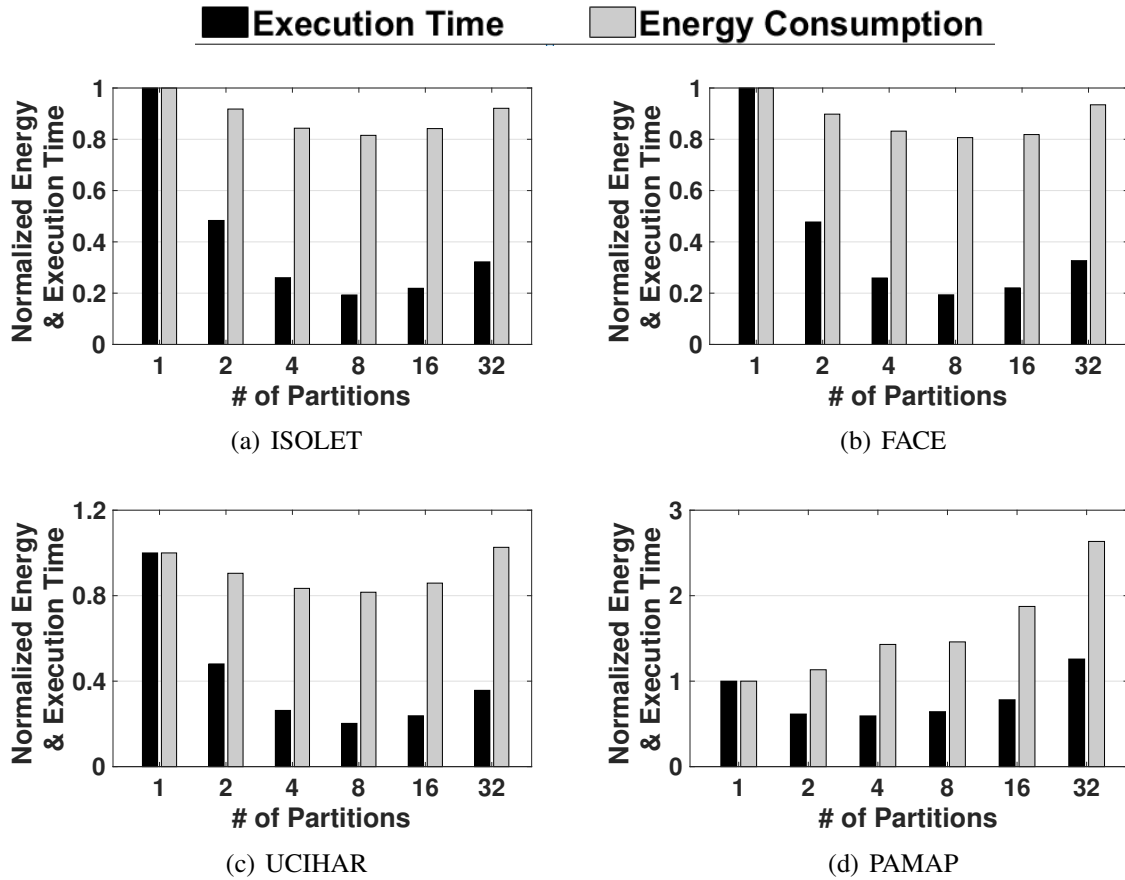 Execution Time Energy Consumption
Normalized Energy
& Execution Time
1
0.8
0.6
0.4
0.2
0
1 2 4 8 16 32
# of Partitions
(a) ISOLET
Normalized Energy
& Execution Time
1
0.8
0.6
0.4
0.2
0
1 2 4 8 16 32
# of Partitions
(b) FACE
Normalized Energy
& Execution Time
1.2
0.8
0.4
0
1 2 4 8 16 32
# of Partitions
(c) UCIHAR
Normalized Energy
& Execution Time
3
2
1
0
1 2 4 8 16 32
# of Partitions
(d) PAMAP